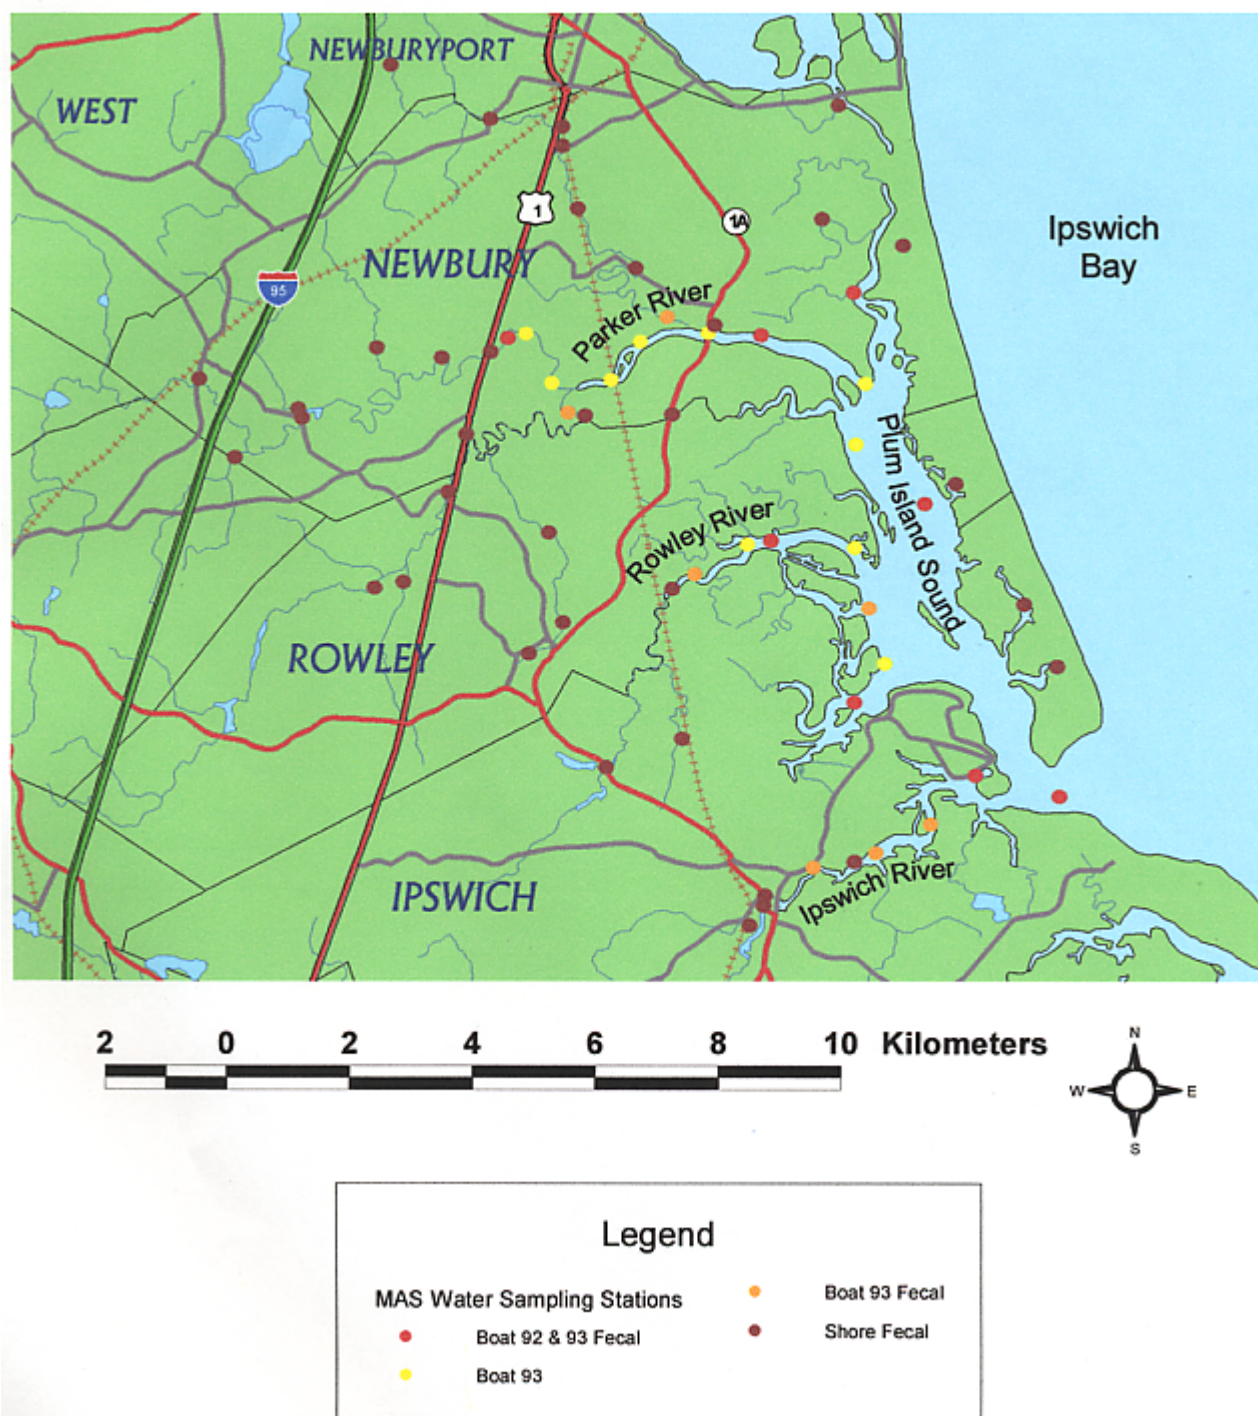 NEWBURYPORT
WEST
1
1A
Ipswich
Bay
NEWBURY
95
Parker River
Plum Island Sound
Rowley River
ROWLEY
IPSWICH
Ipswich River
2 0 2 4 6 8 10 Kilometers
N
W E
S
Legend
MAS Water Sampling Stations
Boat 92 & 93 Fecal
Boat 93
Boat 93 Fecal
Shore Fecal